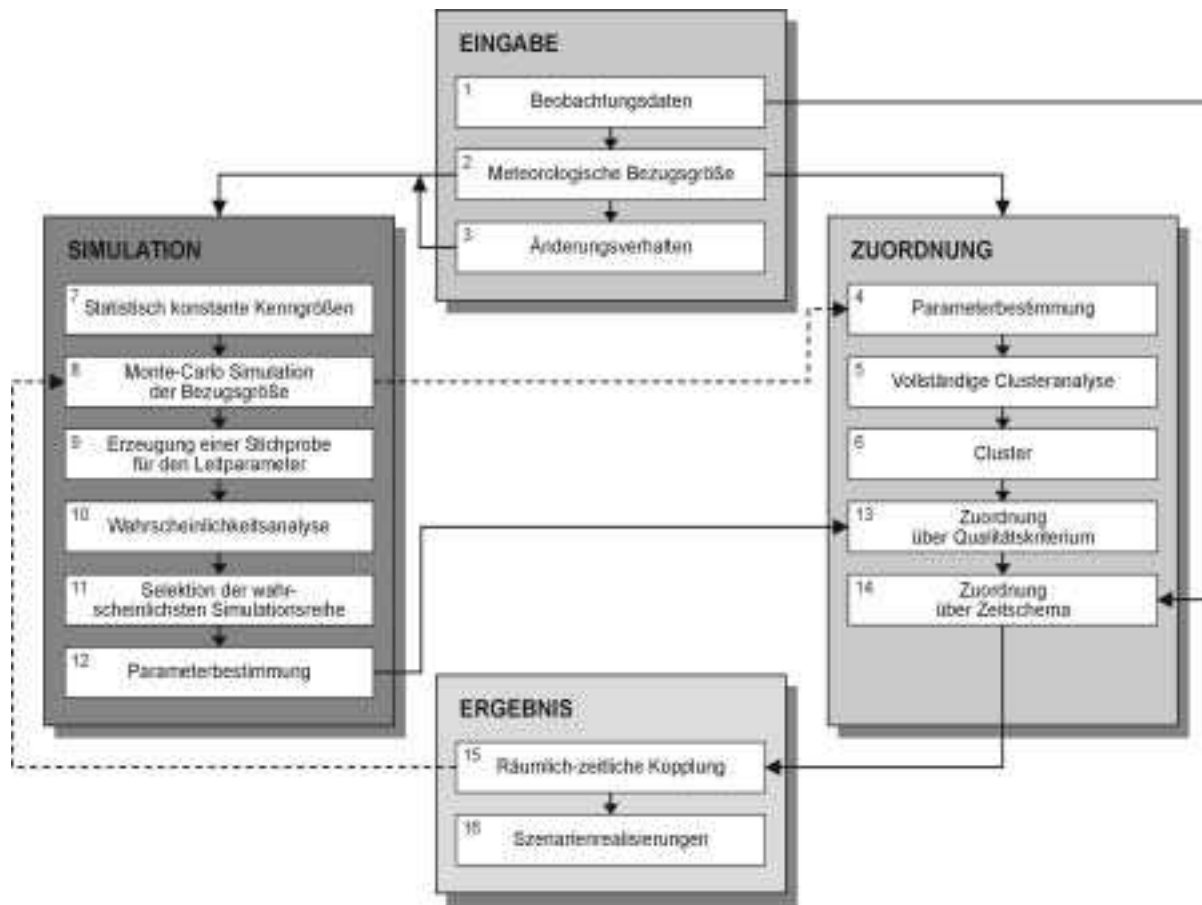 EINGABE
1
Beobachtungsdaten
2
Meteorologische Bezugsgröße
3
Änderungsverhalten
SIMULATION
7
Statistisch konstante Kenngrößen
8
Monte-Carlo Simulation
der Bezugsgröße
9
Erzeugung einer Stichprobe
für den Leitparameter
10
Wahrscheinlichkeitsanalyse
11
Selektion der wahr-
scheinlichsten Simulationsreihe
12
Parameterbestimmung
ZUORDNUNG
4
Parameterbestimmung
5
Vollständige Clusteranalyse
6
Cluster
13
Zuordnung
über Qualitätskriterium
14
Zuordnung
über Zeitschema
ERGEBNIS
15
Räumlich-zeitliche Kopplung
16
Szenarienrealisierungen